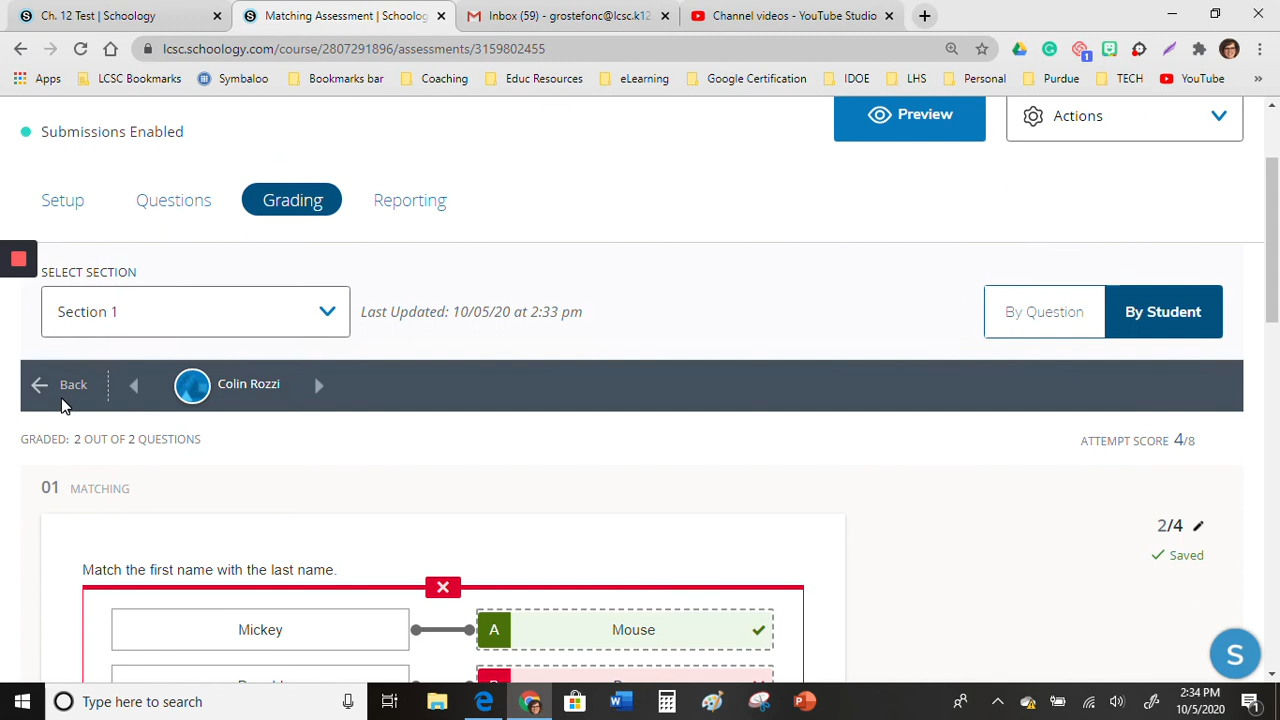 Ch. 12 Test | Schoology
Matching Assessment | Schoolog
Inbox (59) - grostefonc@lcsc.k12
Channel videos - YouTube Studio
lcsc.schoology.com/course/2807291896/assessments/3159802455
1
Apps
LCSC Bookmarks
Symbaloo
Bookmarks bar
Coaching
Educ Resources
eLearning
Google Certification
IDOE
LHS
Personal
Purdue
TECH
YouTube
»
Submissions Enabled
Preview
Actions
Setup
Questions
Grading
Reporting
SELECT SECTION
Section 1
Last Updated: 10/05/20 at 2:33 pm
By Question
By Student
Back
Colin Rozzi
GRADED: 2 OUT OF 2 QUESTIONS
ATTEMPT SCORE 4/8
01 MATCHING
2/4
Saved
Match the first name with the last name.
Mickey
A
Mouse
S
Type here to search
2:34 PM
10/5/2020
1